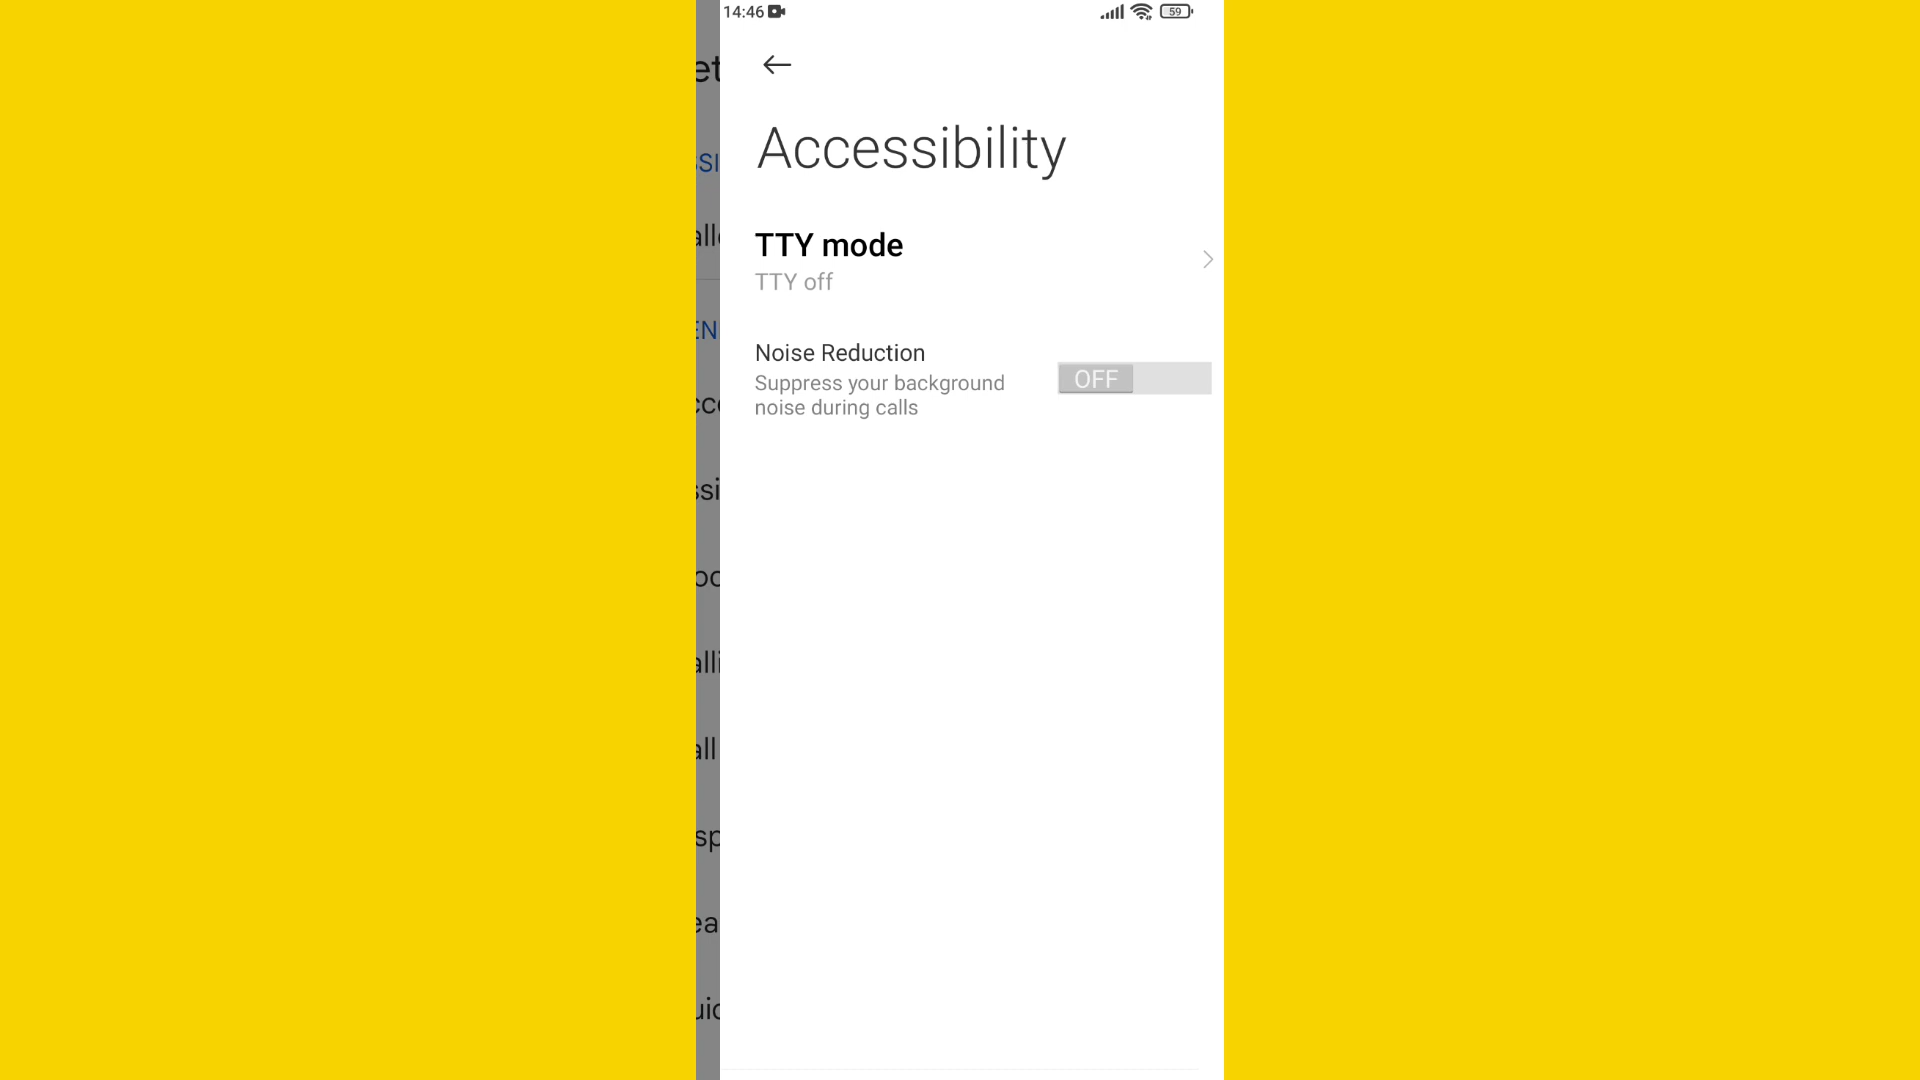 14:46
59
Accessibility
TTY mode
TTY off
Noise Reduction
Suppress your background
noise during calls
OFF